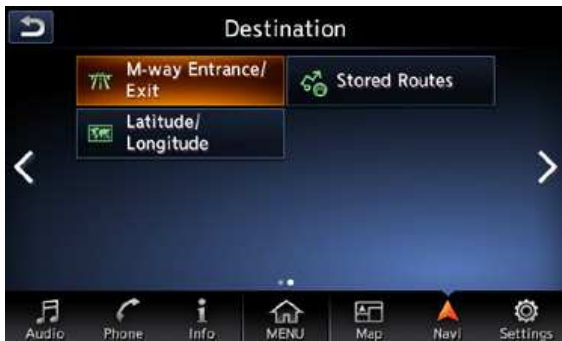 Destination
M-way Entrance/
Exit
Stored Routes
Latitude/
Longitude
Audio
Phone
Info
MENU
Map
Navi
Settings